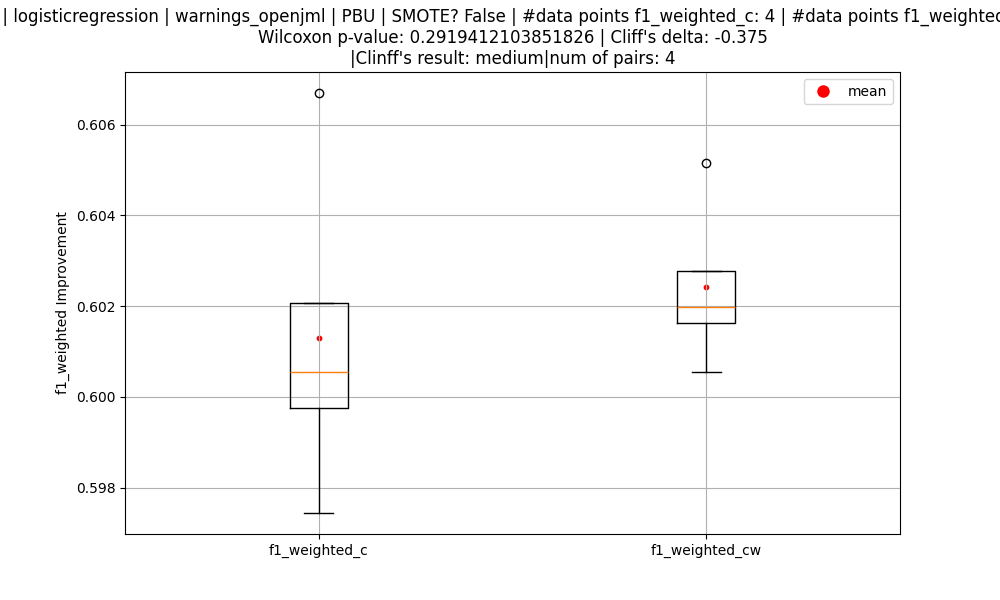 | logisticregression | warnings_openjml | PBU | SMOTE? False | #data points f1_weighted_c: 4 | #data points
Wilcoxon p-value: 0.2919412103851826 | Cliff's delta: -0.375
|Clinff's result: medium|num of pairs: 4
mean
0.606
0.604
0.602
0.600
0.598
f1_weighted Improvement
f1_weighted_c
f1_weighted_cw